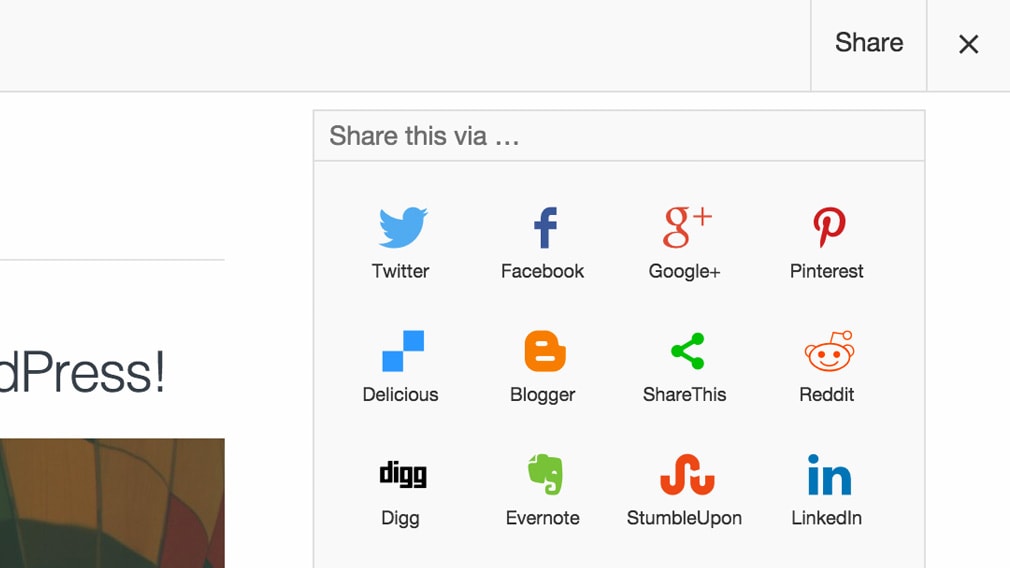 Share
Share this via ...
Twitter Facebook Google+ Pinterest
Delicious Blogger ShareThis Reddit
dPress!
digg
Digg Evernote StumbleUpon LinkedIn